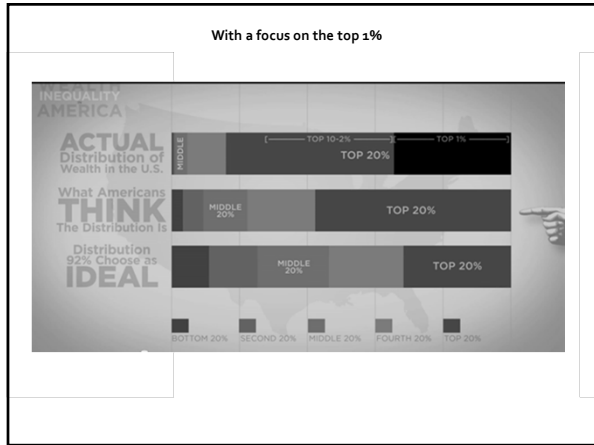 With a focus on the top 1%
WEALTH
INEQUALITY
AMERICA
ACTUAL
Distribution of
Wealth in the U.S.
MIDDLE
TOP 10-2%
TOP 1%
TOP 20%
What Americans
THINK
The Distribution Is
MIDDLE
20%
TOP 20%
Distribution
92% Choose as
IDEAL
MIDDLE
20%
TOP 20%
BOTTOM 20%
SECOND 20%
MIDDLE 20%
FOURTH 20%
TOP 20%